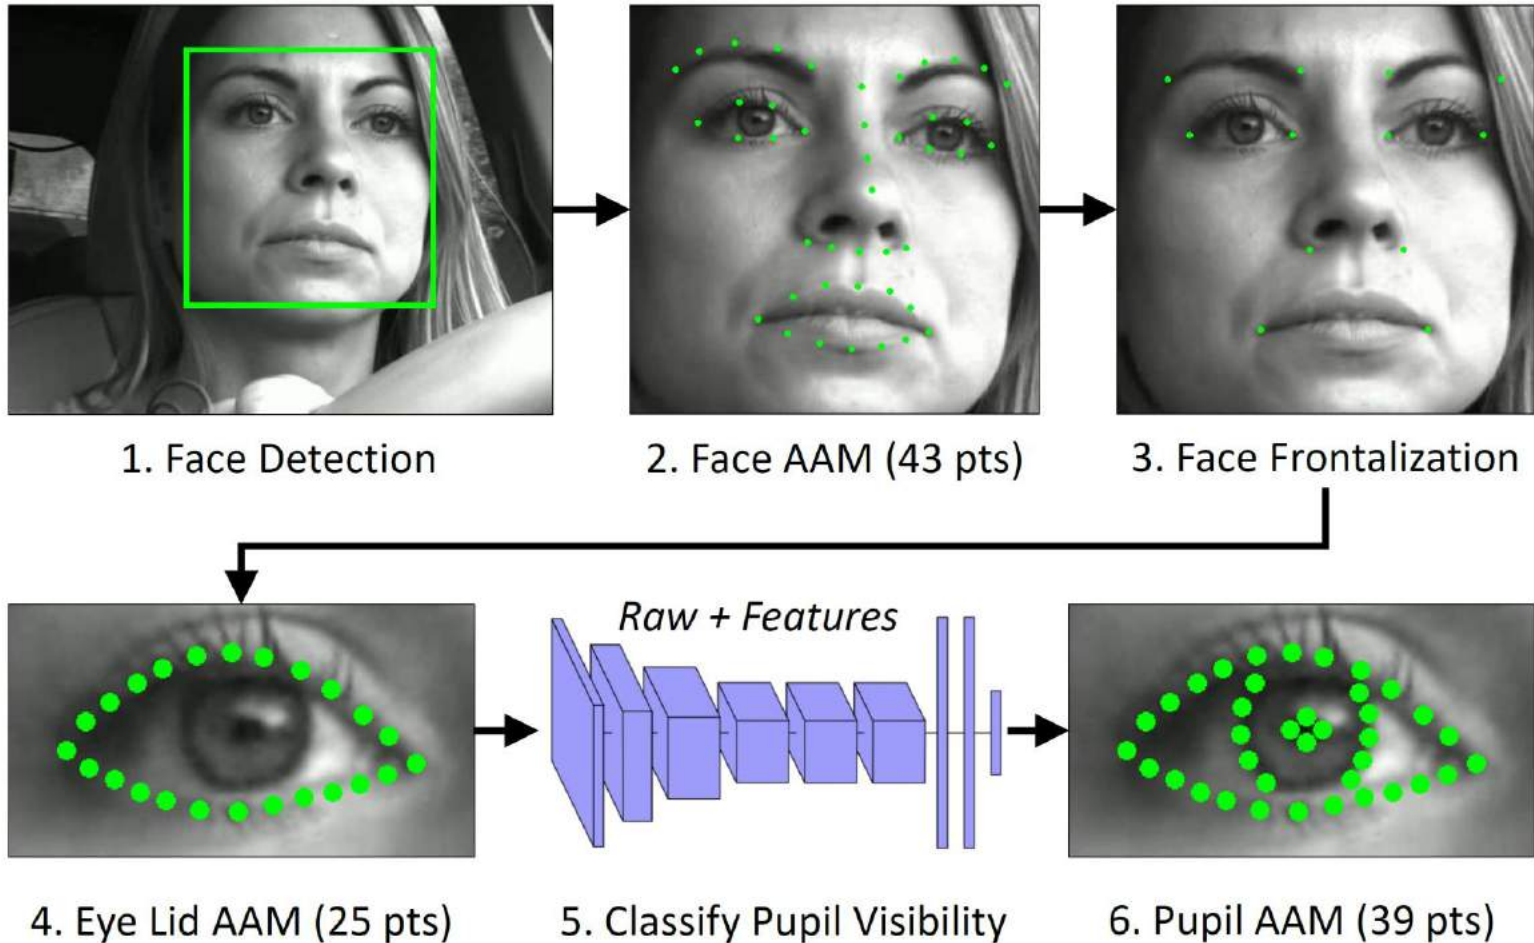 1. Face Detection
2. Face AAM (43 pts)
3. Face Frontalization
Raw + Features
4. Eye Lid AAM (25 pts)
5. Classify Pupil Visibility
6. Pupil AAM (39 pts)